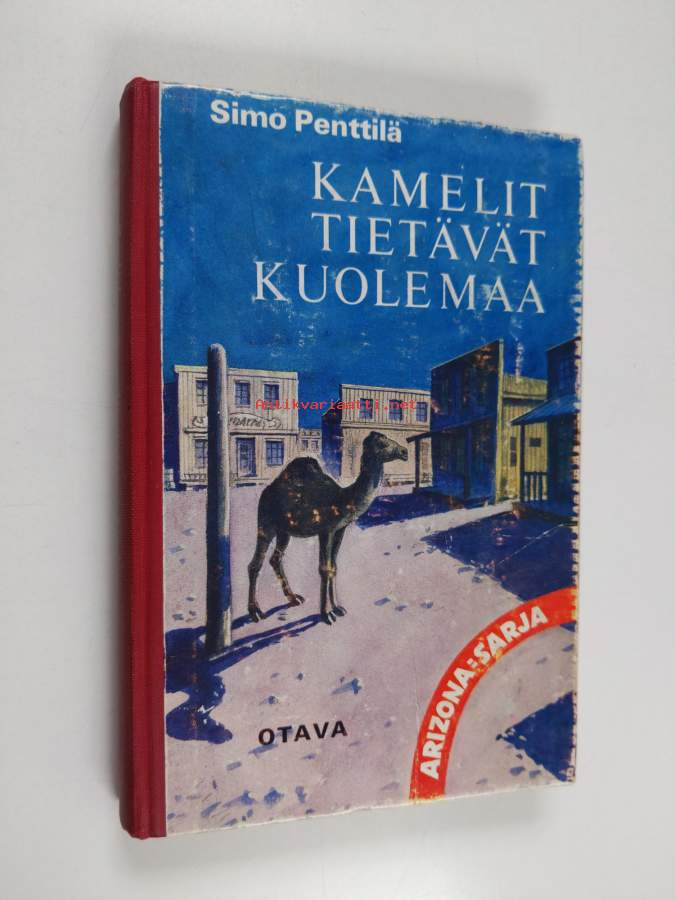 Simo Penttilä
KAMELIT
TIETÄVÄT
KUOLEMAA
Antikvariaatti.net
OTAVA
ARIZONA-SARJA